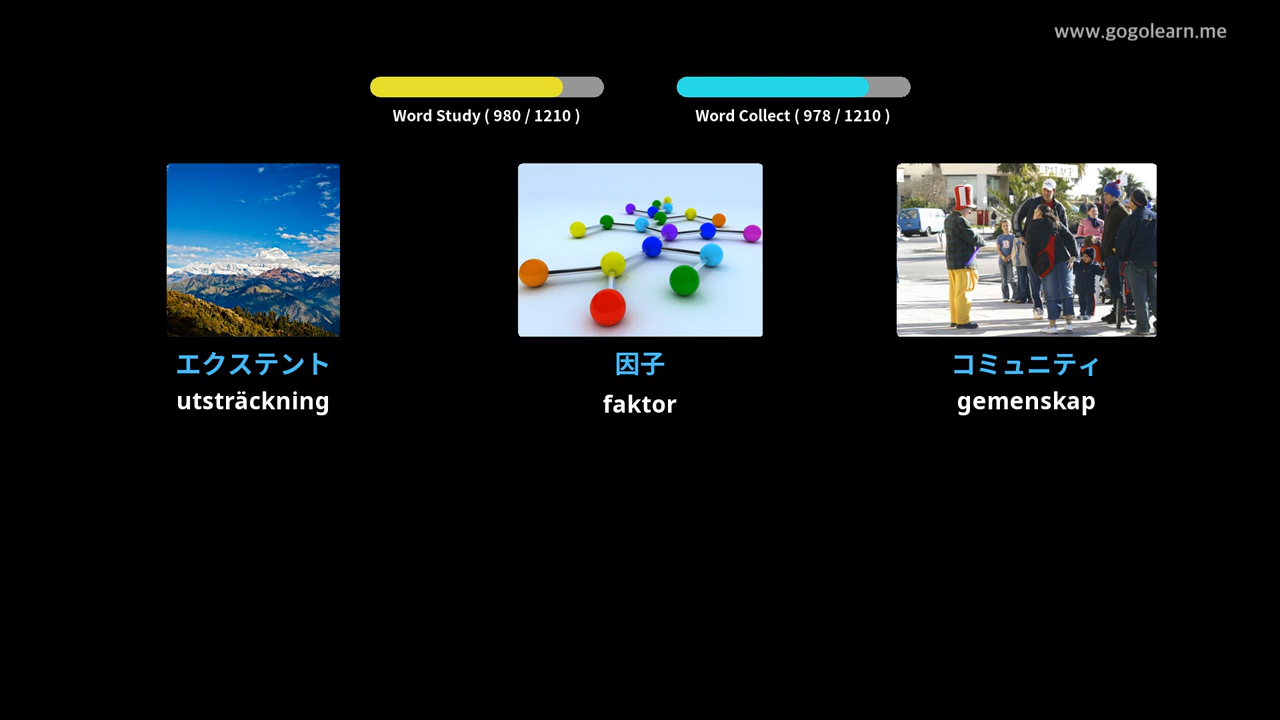 www.gogolearn.me
Word Study ( 980 / 1210 )
Word Collect ( 978 / 1210 )
エクステント
utsträckning
因子
faktor
コミュニティ
gemenskap